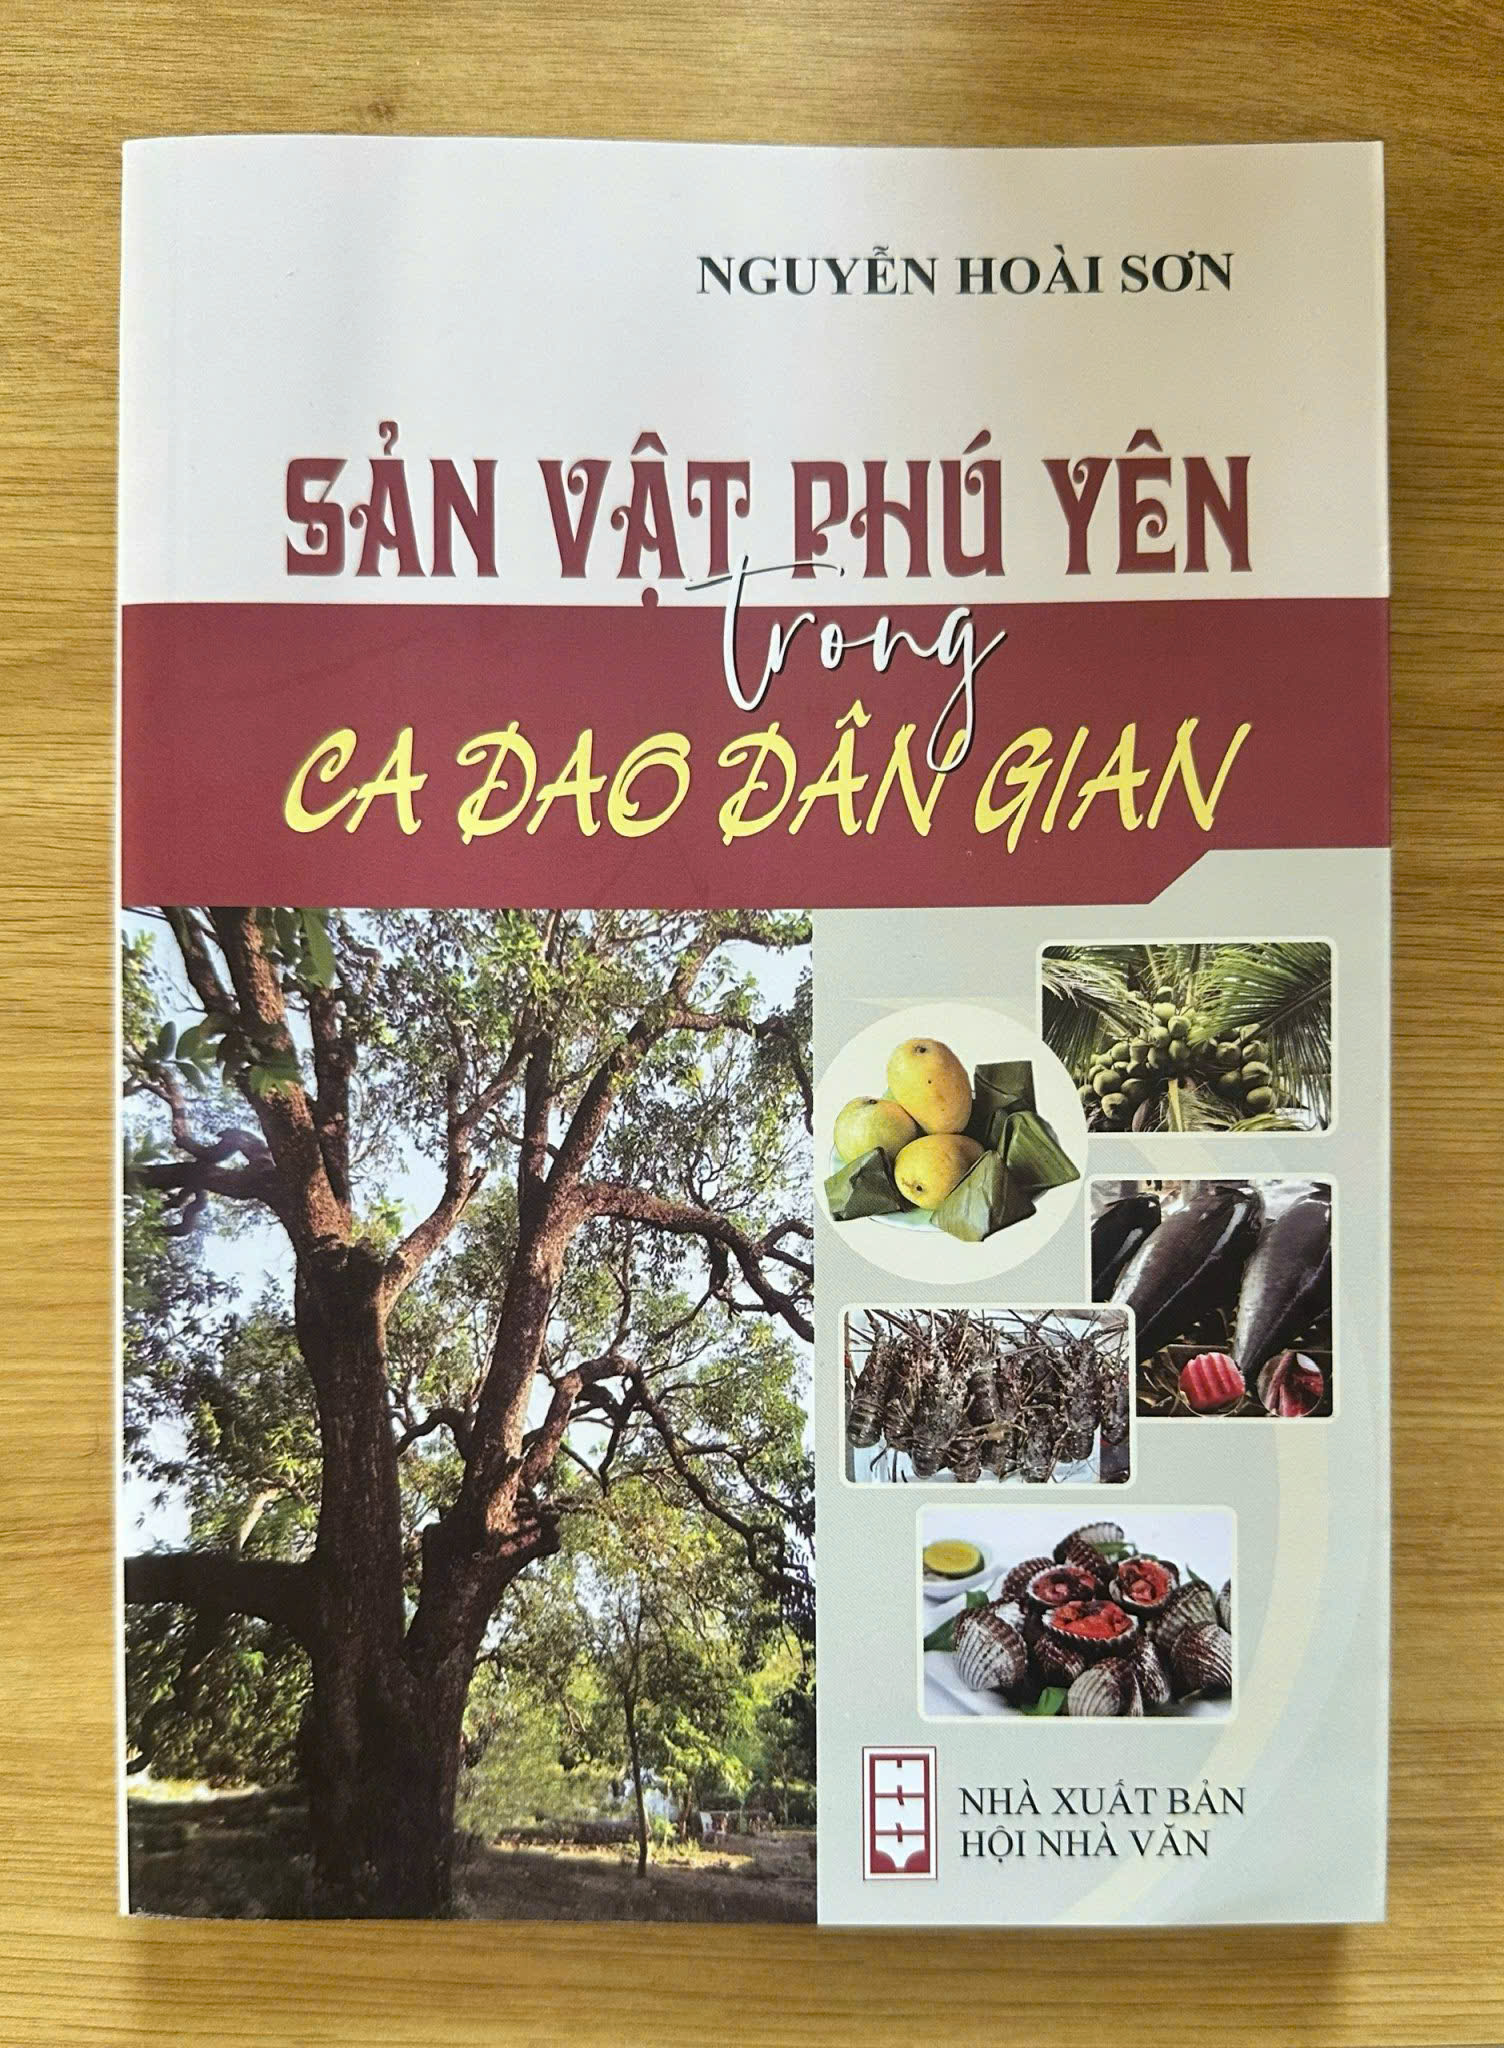 NGUYỄN HOÀI SƠN
SẢN VẬT PHÚ YÊN
trong
CA DAO DÂN GIAN
NHÀ XUẤT BẢN
HỘI NHÀ VĂN